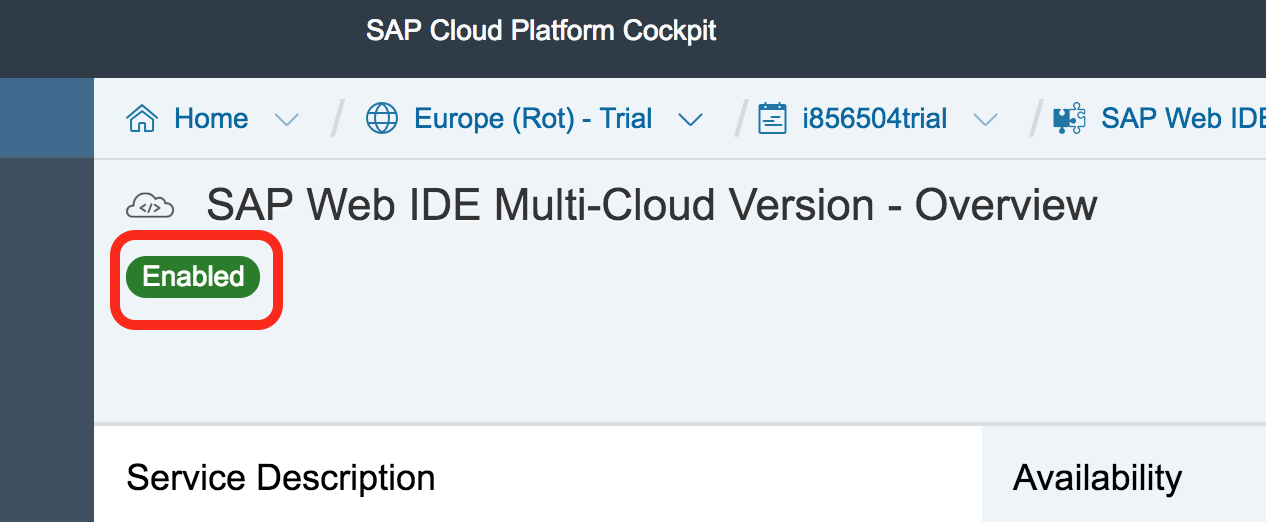 SAP Cloud Platform Cockpit
Home / Europe (Rot) - Trial / i856504trial / SAP Web IDE
SAP Web IDE Multi-Cloud Version - Overview
Enabled
Service Description Availability